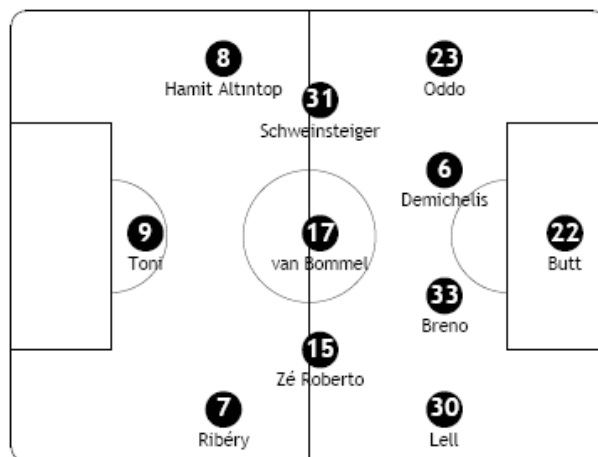 8
Hamit Altıntop
23
Oddo
31
Schweinsteiger
6
Demichelis
9
Toni
17
van Bommel
22
Butt
33
Breno
15
Zé Roberto
7
Ribéry
30
Lell